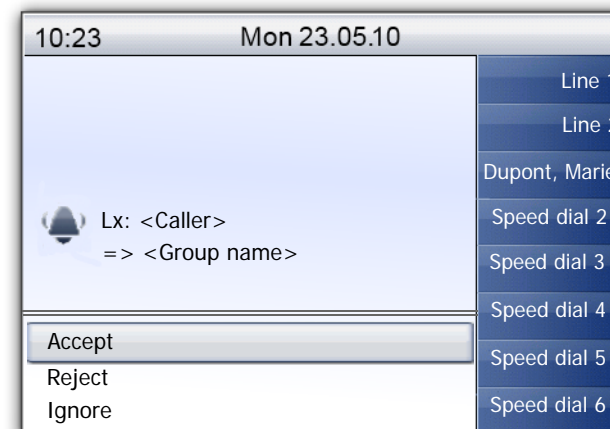 10:23 Mon 23.05.10
Lx: <Caller>
=> <Group name>
Accept
Reject
Ignore
Line
Line
Dupont, Marie
Speed dial 2
Speed dial 3
Speed dial 4
Speed dial 5
Speed dial 6